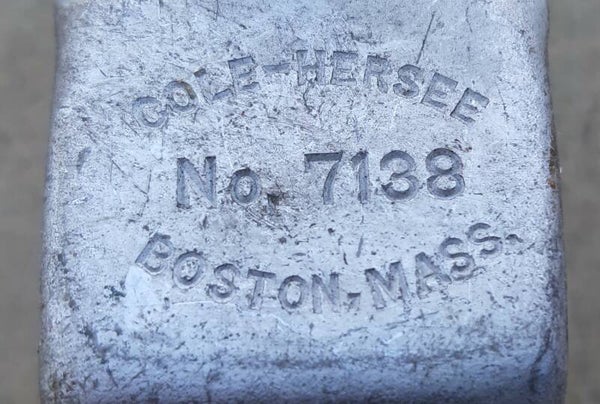 COLE-HERSEE
No. 7138
BOSTON, MASS.